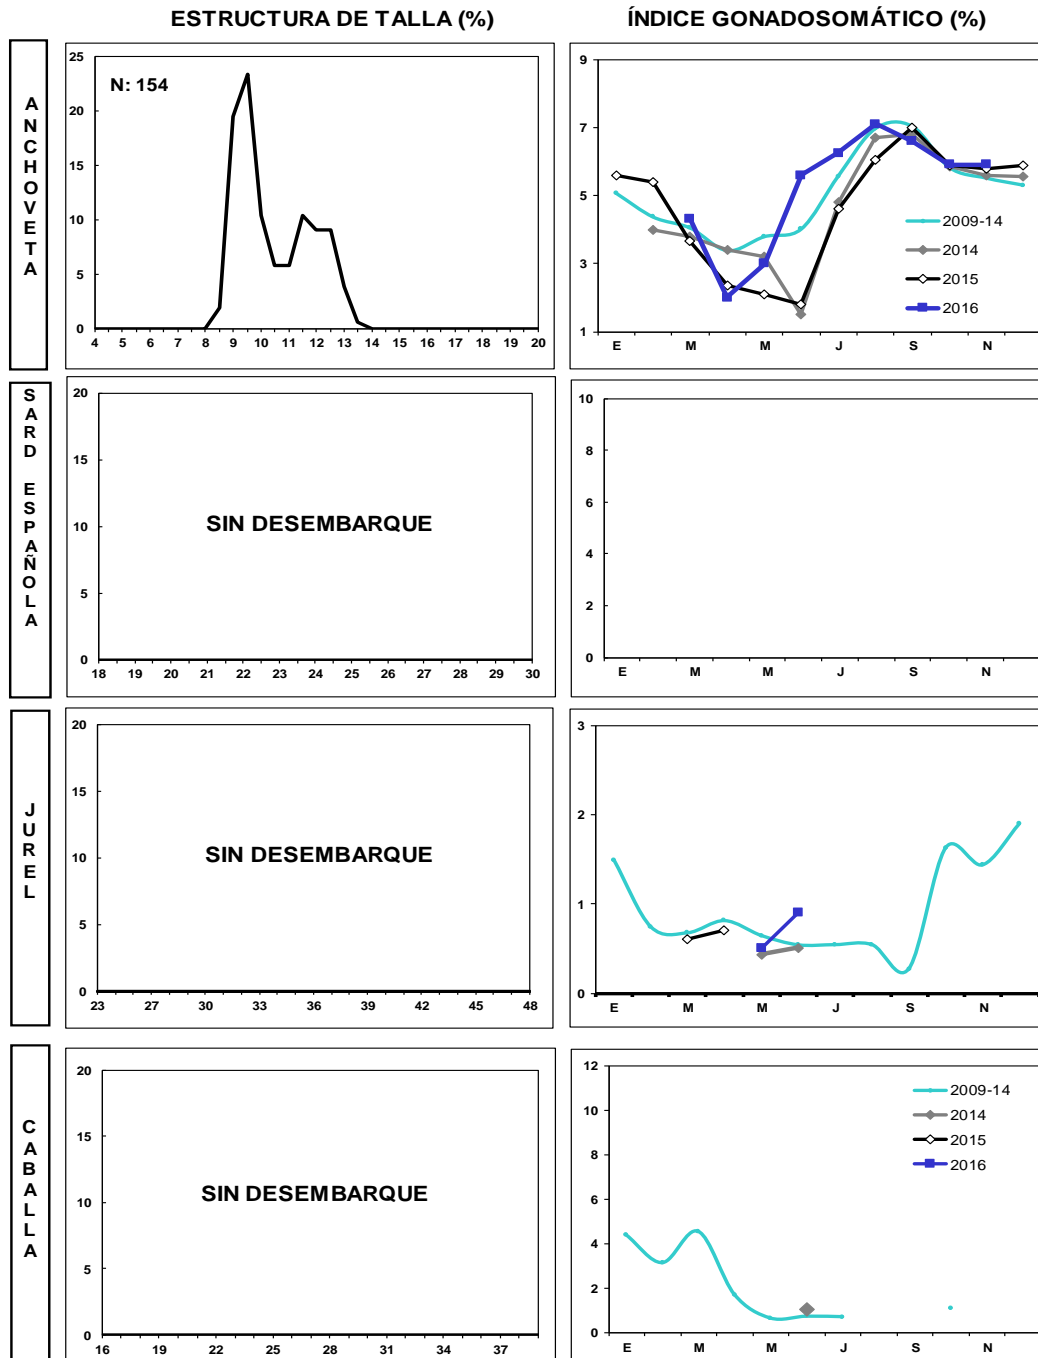 ESTRUCTURA DE TALLA (%)
ÍNDICE GONADOSOMÁTICO (%)
ANCHOVETA
N: 154
25
20
15
10
5
0
4 5 6 7 8 9 10 11 12 13 14 15 16 17 18 19 20
9
7
5
3
1
E M M J S N
2009-14
2014
2015
2016
SARD ESPAÑOLA
20
15
10
5
0
SIN DESEMBARQUE
18 19 20 21 22 23 24 25 26 27 28 29 30
10
8
6
4
2
0
E M M J S N
JUREL
20
15
10
5
0
SIN DESEMBARQUE
23 27 30 33 36 39 42 45 48
3
2
1
0
E M M J S N
CABALLA
20
15
10
5
0
SIN DESEMBARQUE
16 19 22 25 28 31 34 37
12
10
8
6
4
2
0
2009-14
2014
2015
2016
E M M J S N